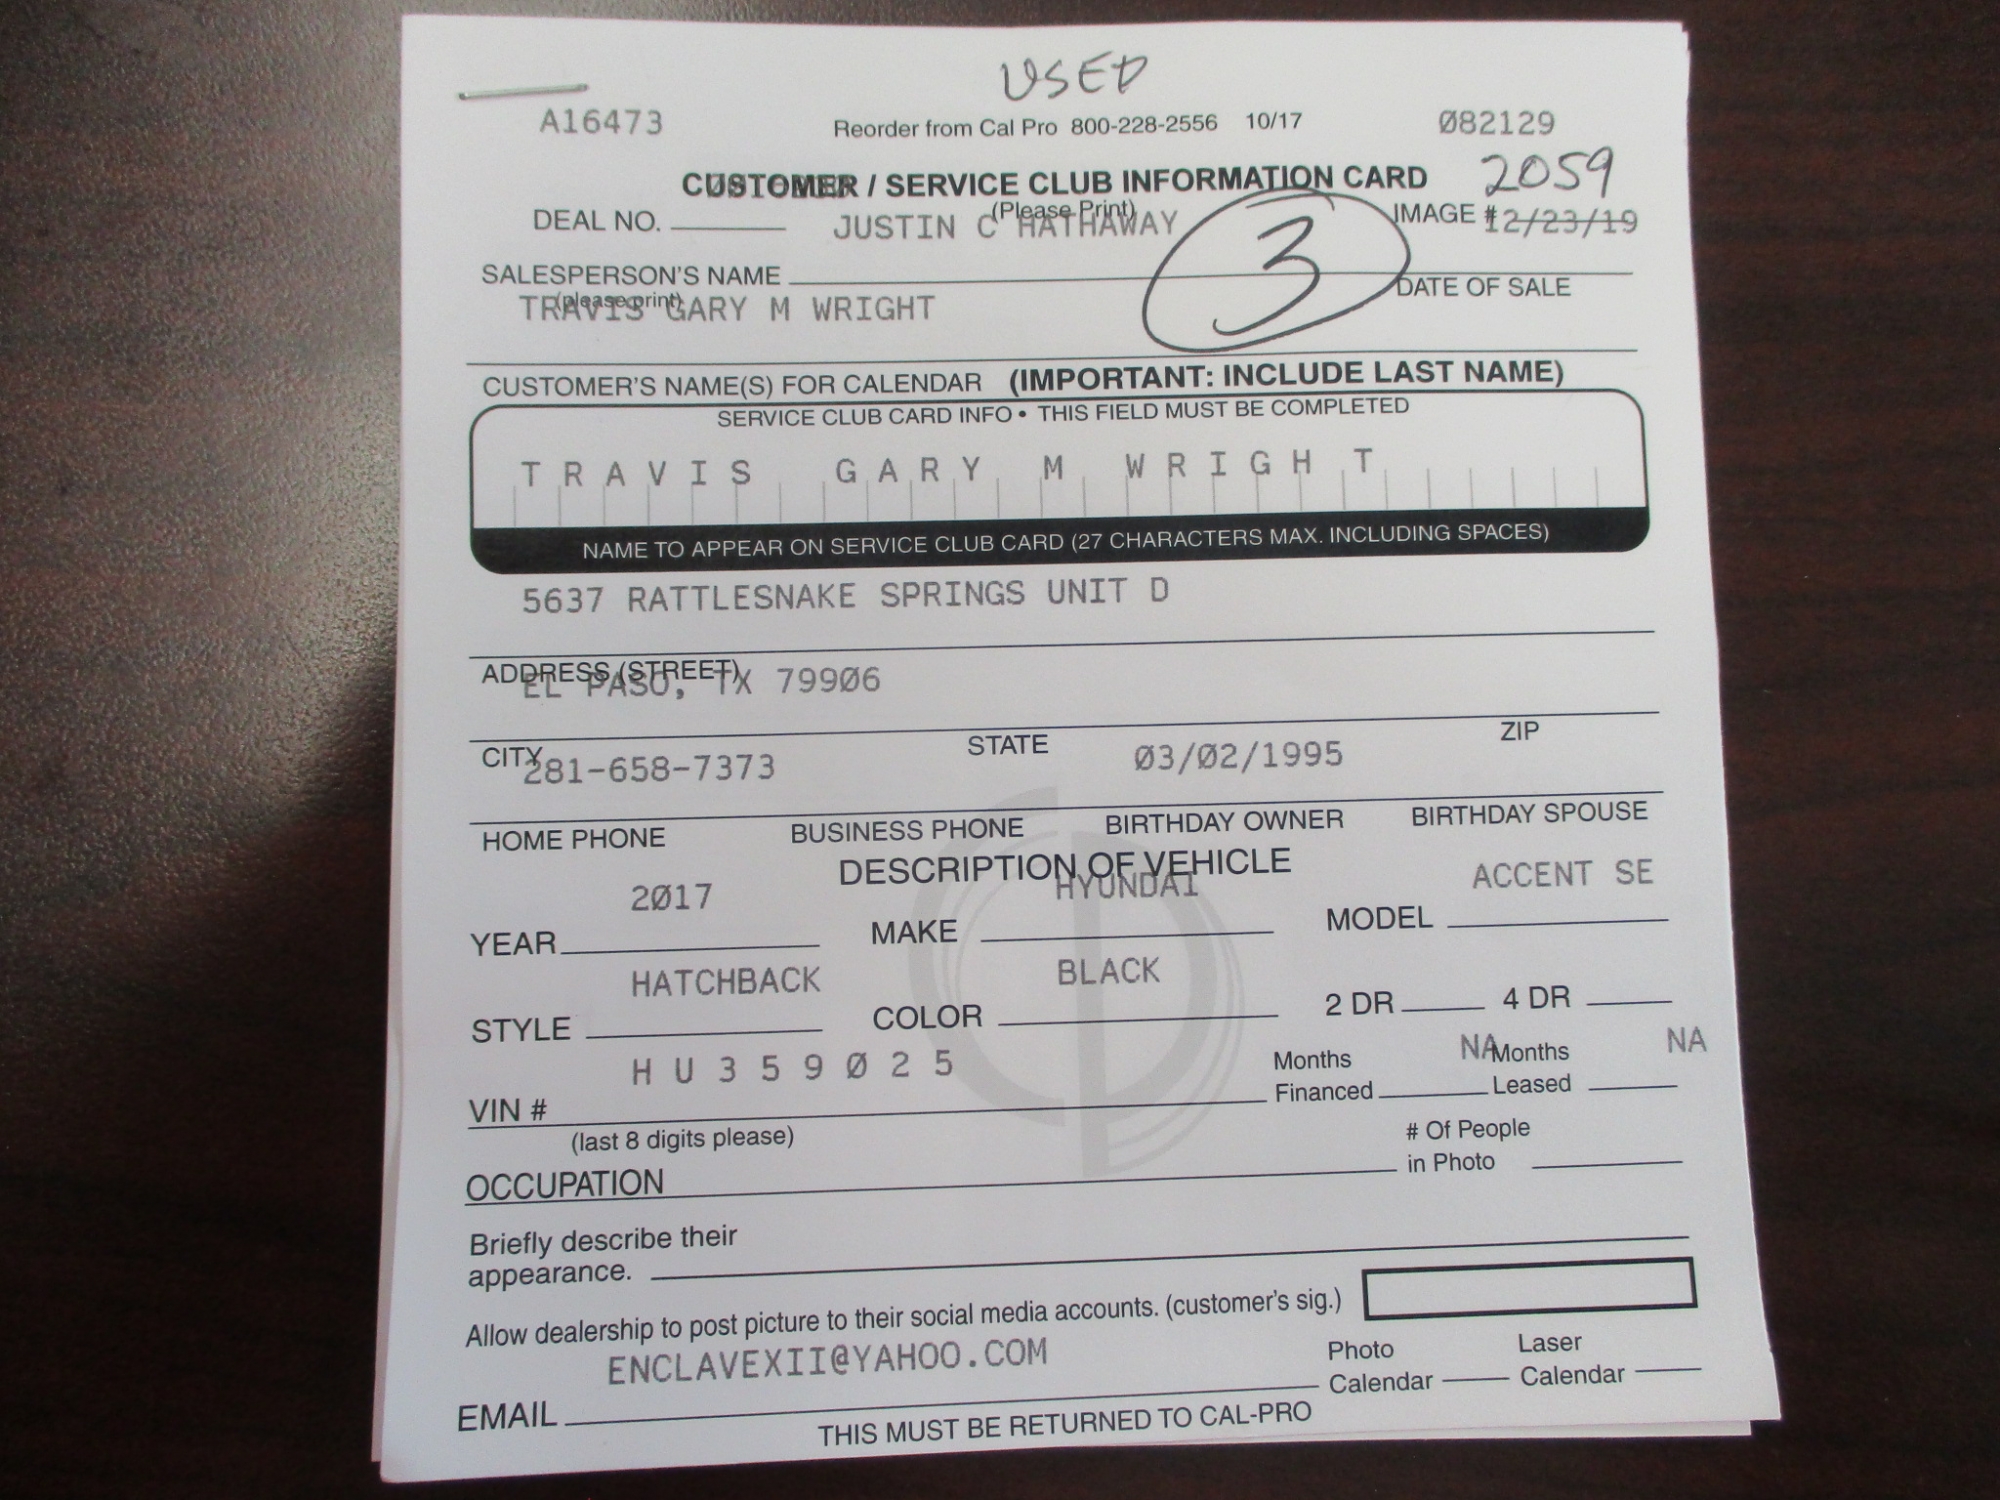 USED
A16473 Reorder from Cal Pro 800-228-2556 10/17 Ø82129
CUSTOMER / SERVICE CLUB INFORMATION CARD 2059
(Please Print)
DEAL NO. JUSTIN C HATHAWAY IMAGE # 12/23/19
3
SALESPERSON'S NAME DATE OF SALE
(please print)
TRAVIS GARY M WRIGHT
CUSTOMER'S NAME(S) FOR CALENDAR (IMPORTANT: INCLUDE LAST NAME)
SERVICE CLUB CARD INFO • THIS FIELD MUST BE COMPLETED
TRAVIS GARY M WRIGHT
NAME TO APPEAR ON SERVICE CLUB CARD (27 CHARACTERS MAX. INCLUDING SPACES)
5637 RATTLESNAKE SPRINGS UNIT D
ADDRESS (STREET)
EL PASO, TX 799Ø6
CITY STATE ZIP
281-658-7373 Ø3/Ø2/1995
HOME PHONE BUSINESS PHONE BIRTHDAY OWNER BIRTHDAY SPOUSE
DESCRIPTION OF VEHICLE
2Ø17 HYUNDAI ACCENT SE
YEAR MAKE MODEL
HATCHBACK BLACK
STYLE COLOR 2 DR 4 DR
HU359Ø25 Months NA Months NA
VIN # Financed Leased
(last 8 digits please) # Of People
OCCUPATION in Photo
Briefly describe their
appearance.
Allow dealership to post picture to their social media accounts. (customer's sig.)
ENCLAVEXII@YAHOO.COM Photo Laser
EMAIL Calendar Calendar
THIS MUST BE RETURNED TO CAL-PRO